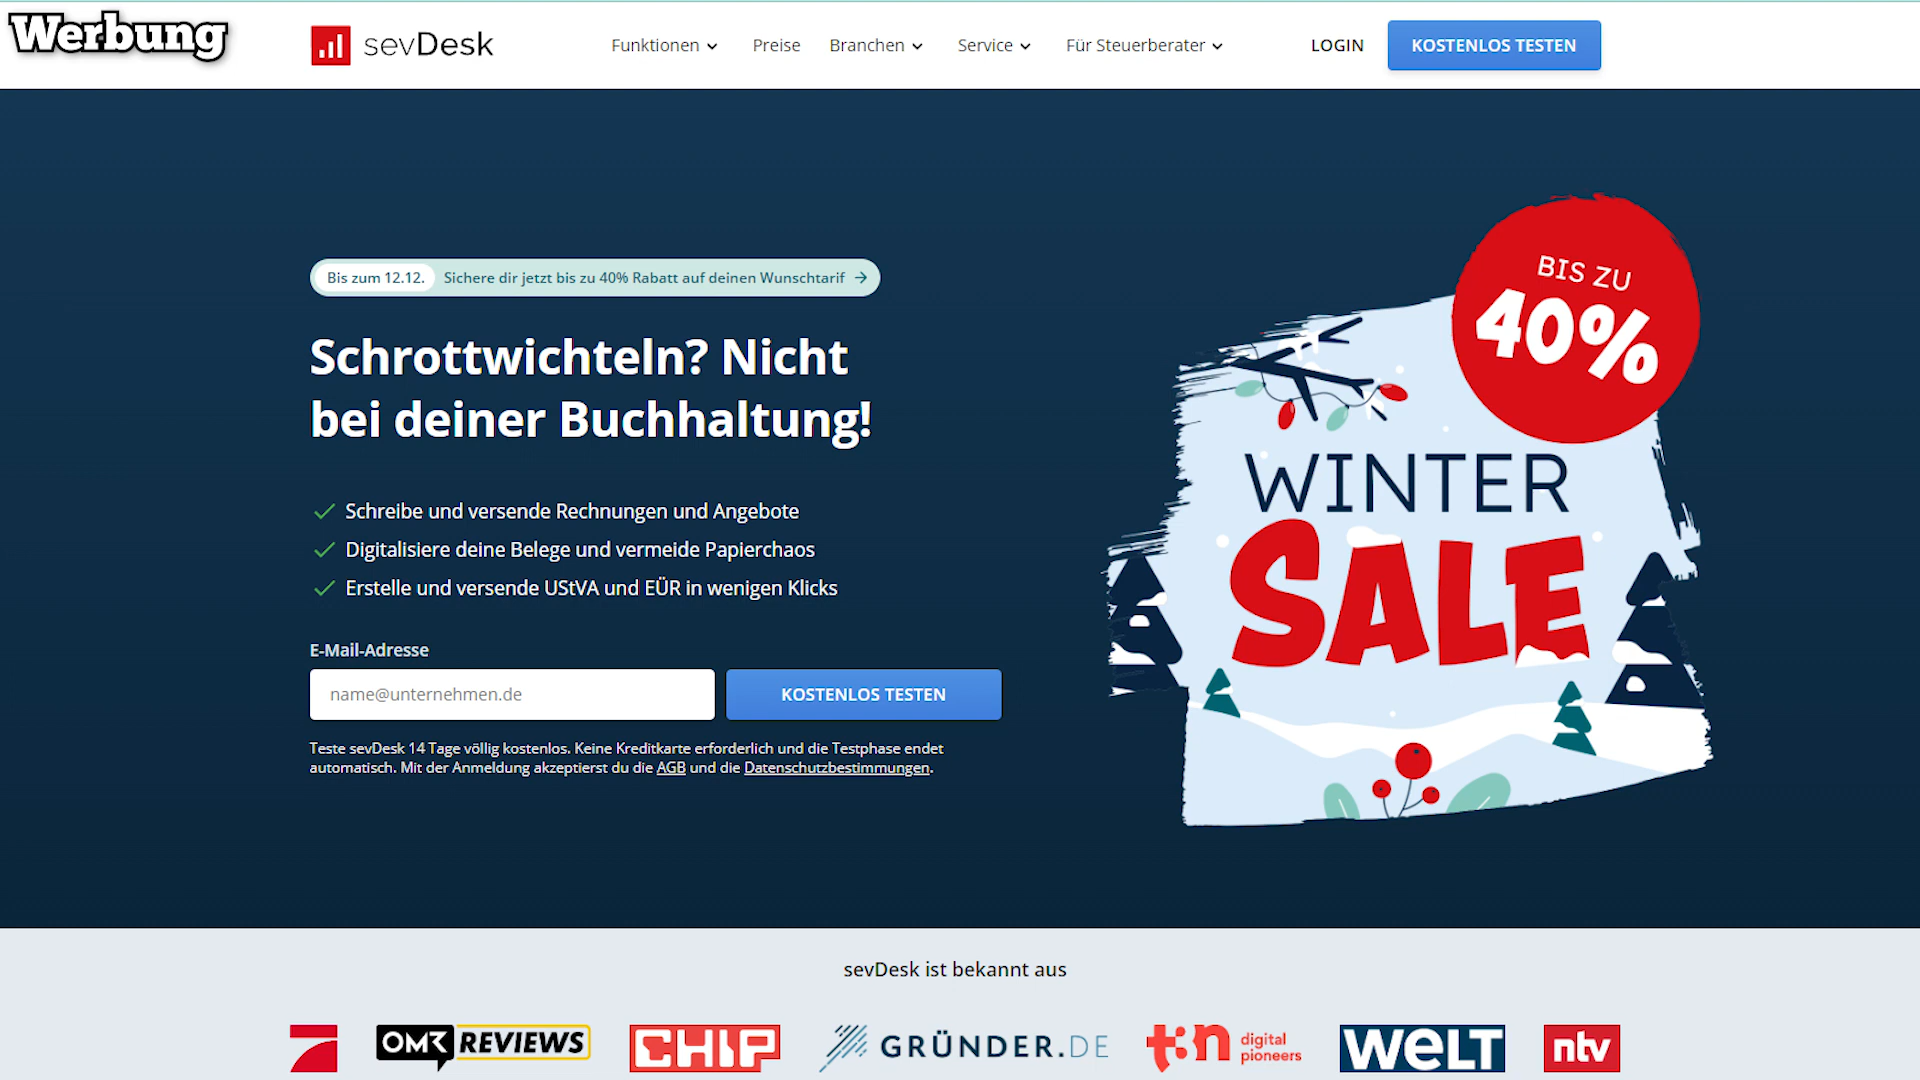 Werbung
sevDesk
Funktionen
Preise
Branchen
Service
Für Steuerberater
LOGIN
KOSTENLOS TESTEN
Bis zum 12.12. Sichere dir jetzt bis zu 40% Rabatt auf deinen Wunschtarif →
Schrottwichteln? Nicht
bei deiner Buchhaltung!
Schreibe und versende Rechnungen und Angebote
Digitalisiere deine Belege und vermeide Papierchaos
Erstelle und versende UStVA und EÜR in wenigen Klicks
E-Mail-Adresse
name@unternehmen.de
KOSTENLOS TESTEN
Teste sevDesk 14 Tage völlig kostenlos. Keine Kreditkarte erforderlich und die Testphase endet
automatisch. Mit der Anmeldung akzeptierst du die AGB und die Datenschutzbestimmungen.
BIS ZU
40%
WINTER
SALE
sevDesk ist bekannt aus
OMR REVIEWS
CHIP
GRÜNDER.DE
t3n digital
pioneers
WELT
ntv